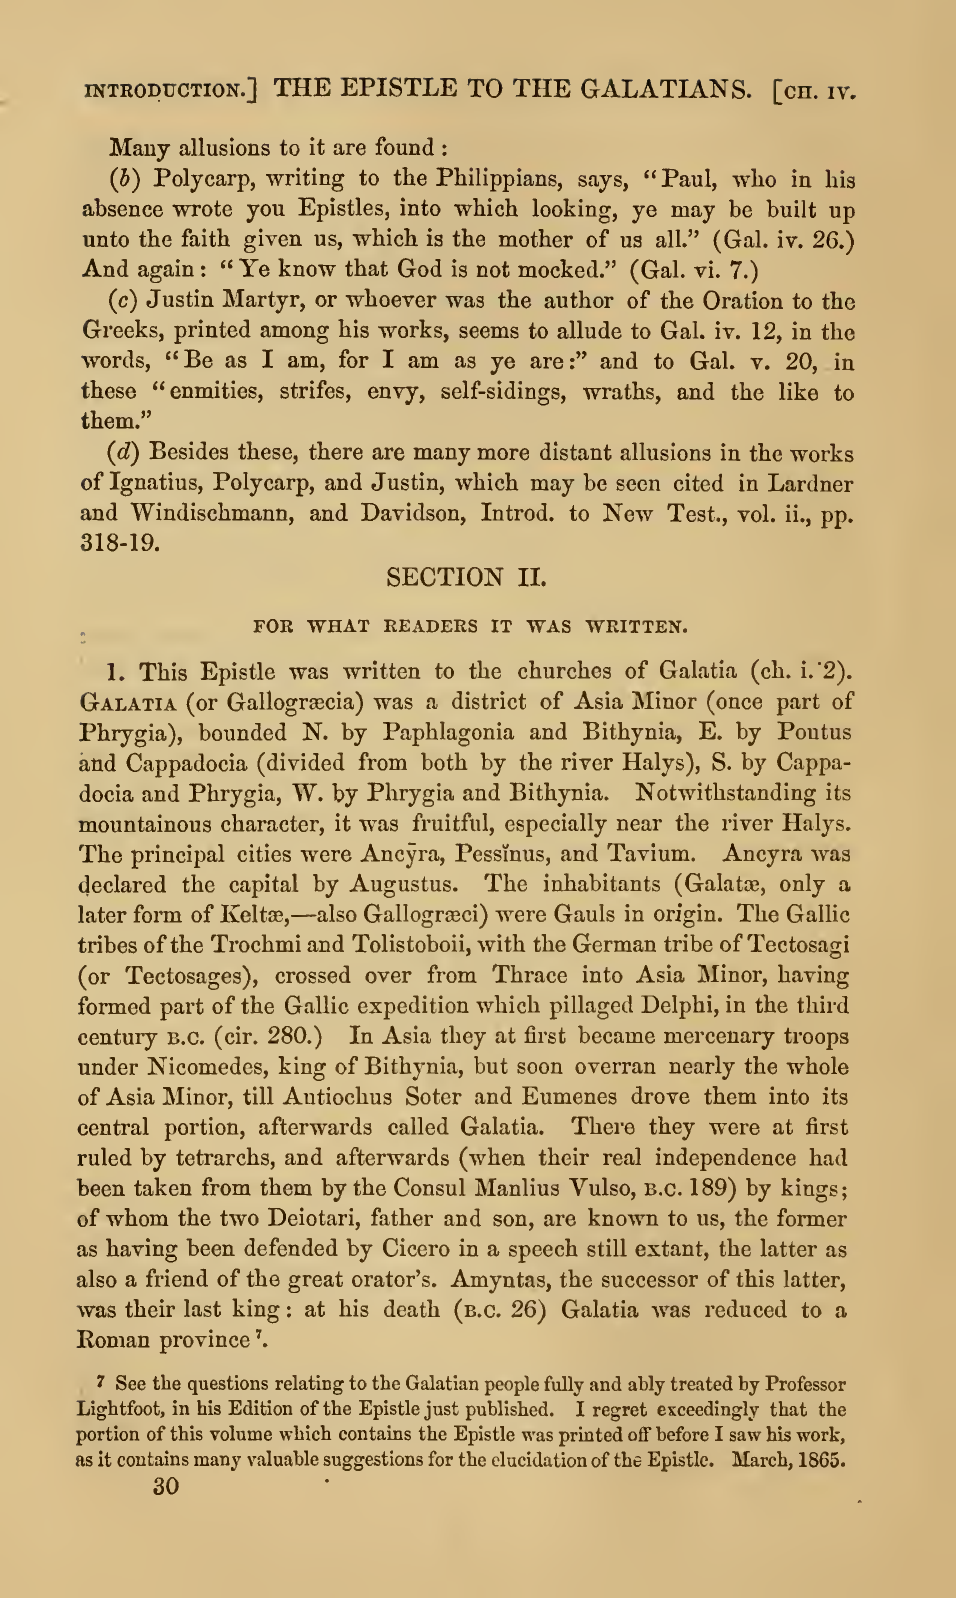 INTRODUCTION.] THE EPISTLE TO THE GALATIANS. [CH. IV.
Many allusions to it are found :
(b) Polycarp, writing to the Philippians, says, “Paul, who in his
absence wrote you Epistles, into which looking, ye may be built up
unto the faith given us, which is the mother of us all.” (Gal. iv. 26.)
And again : “Ye know that God is not mocked.” (Gal. vi. 7.)
(c) Justin Martyr, or whoever was the author of the Oration to the
Greeks, printed among his works, seems to allude to Gal. iv. 12, in the
words, “Be as I am, for I am as ye are:” and to Gal. v. 20, in
these “enmities, strifes, envy, self-sidings, wraths, and the like to
them.”
(d) Besides these, there are many more distant allusions in the works
of Ignatius, Polycarp, and Justin, which may be seen cited in Lardner
and Windischmann, and Davidson, Introd. to New Test., vol. ii., pp.
318-19.
SECTION II.
FOR WHAT READERS IT WAS WRITTEN.
1. This Epistle was written to the churches of Galatia (ch. i. 2).
GALATIA (or Gallogræcia) was a district of Asia Minor (once part of
Phrygia), bounded N. by Paphlagonia and Bithynia, E. by Pontus
and Cappadocia (divided from both by the river Halys), S. by Cappa-
docia and Phrygia, W. by Phrygia and Bithynia. Notwithstanding its
mountainous character, it was fruitful, especially near the river Halys.
The principal cities were Ancȳra, Pessĭnus, and Tavium. Ancyra was
declared the capital by Augustus. The inhabitants (Galatæ, only a
later form of Keltæ,—also Gallogræci) were Gauls in origin. The Gallic
tribes of the Trochmi and Tolistoboii, with the German tribe of Tectosagi
(or Tectosages), crossed over from Thrace into Asia Minor, having
formed part of the Gallic expedition which pillaged Delphi, in the third
century B.C. (cir. 280.) In Asia they at first became mercenary troops
under Nicomedes, king of Bithynia, but soon overran nearly the whole
of Asia Minor, till Antiochus Soter and Eumenes drove them into its
central portion, afterwards called Galatia. There they were at first
ruled by tetrarchs, and afterwards (when their real independence had
been taken from them by the Consul Manlius Vulso, B.C. 189) by kings;
of whom the two Deiotari, father and son, are known to us, the former
as having been defended by Cicero in a speech still extant, the latter as
also a friend of the great orator’s. Amyntas, the successor of this latter,
was their last king : at his death (B.C. 26) Galatia was reduced to a
Roman province ⁷.
⁷ See the questions relating to the Galatian people fully and ably treated by Professor
Lightfoot, in his Edition of the Epistle just published. I regret exceedingly that the
portion of this volume which contains the Epistle was printed off before I saw his work,
as it contains many valuable suggestions for the elucidation of the Epistle. March, 1865.
30